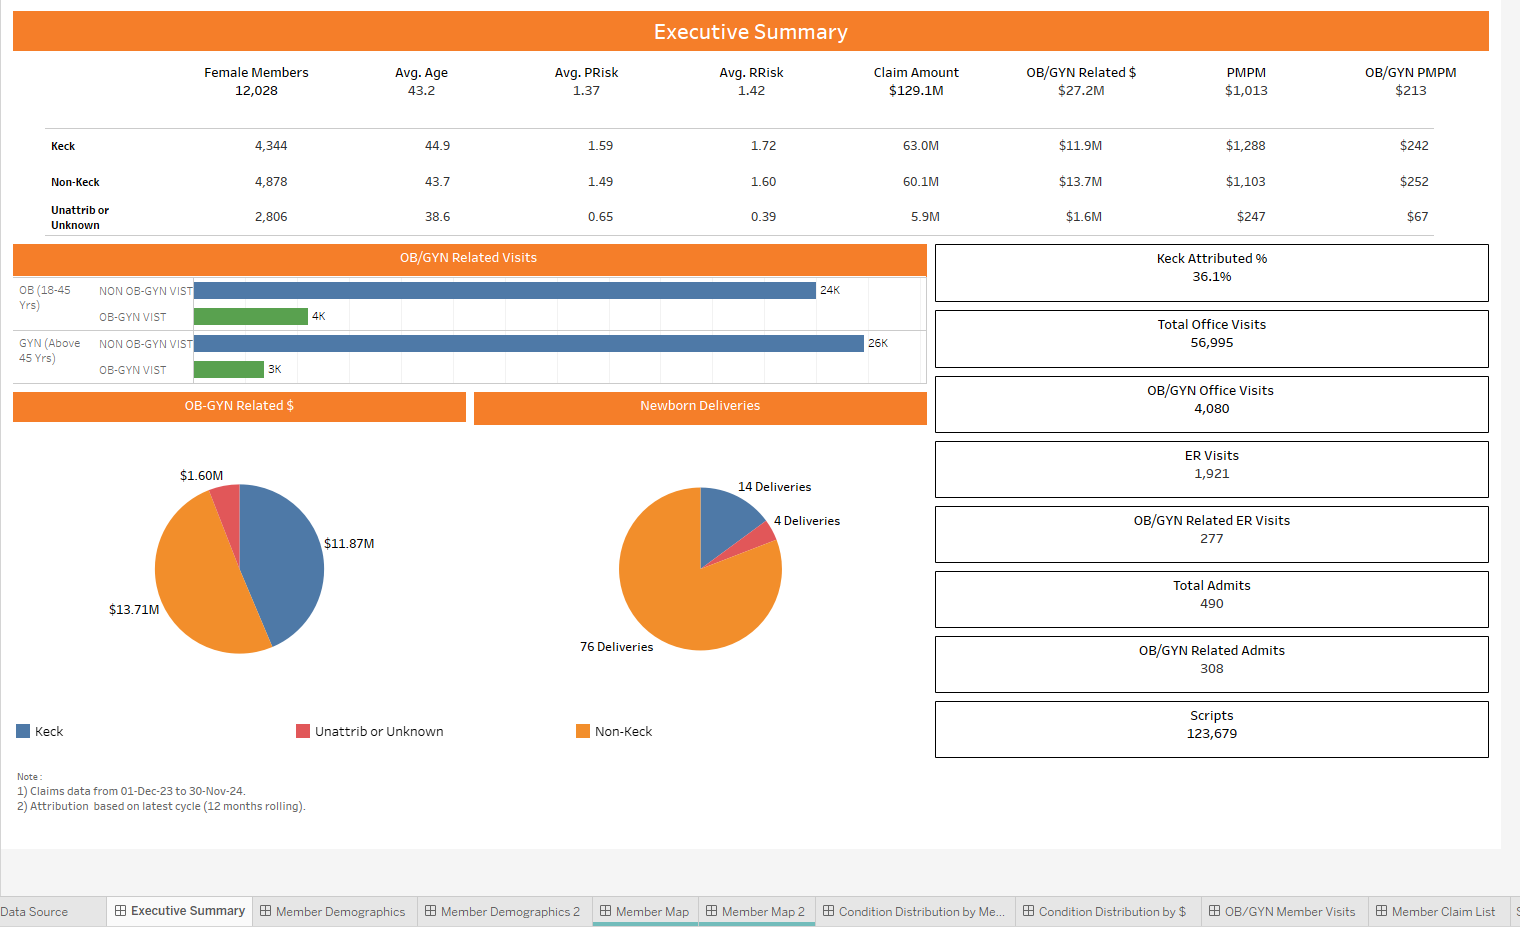 Executive Summary
Female Members Avg. Age Avg. PRisk Avg. RRisk Claim Amount OB/GYN Related $ PMPM OB/GYN PMPM
12,028 43.2 1.37 1.42 $129.1M $27.2M $1,013 $213
Keck 4,344 44.9 1.59 1.72 63.0M $11.9M $1,288 $242
Non-Keck 4,878 43.7 1.49 1.60 60.1M $13.7M $1,103 $252
Unattrib or
Unknown 2,806 38.6 0.65 0.39 5.9M $1.6M $247 $67
OB/GYN Related Visits
OB (18-45
Yrs)
NON OB-GYN VIST 24K
OB-GYN VIST 4K
GYN (Above
45 Yrs)
NON OB-GYN VIST 26K
OB-GYN VIST 3K
OB-GYN Related $
$1.60M
$11.87M
$13.71M
Newborn Deliveries
14 Deliveries
4 Deliveries
76 Deliveries
Keck Attributed %
36.1%
Total Office Visits
56,995
OB/GYN Office Visits
4,080
ER Visits
1,921
OB/GYN Related ER Visits
277
Total Admits
490
OB/GYN Related Admits
308
Scripts
123,679
Keck Unattrib or Unknown Non-Keck
Note :
1) Claims data from 01-Dec-23 to 30-Nov-24.
2) Attribution based on latest cycle (12 months rolling).
Data Source Executive Summary Member Demographics Member Demographics 2 Member Map Member Map 2 Condition Distribution by Me... Condition Distribution by $ OB/GYN Member Visits Member Claim List